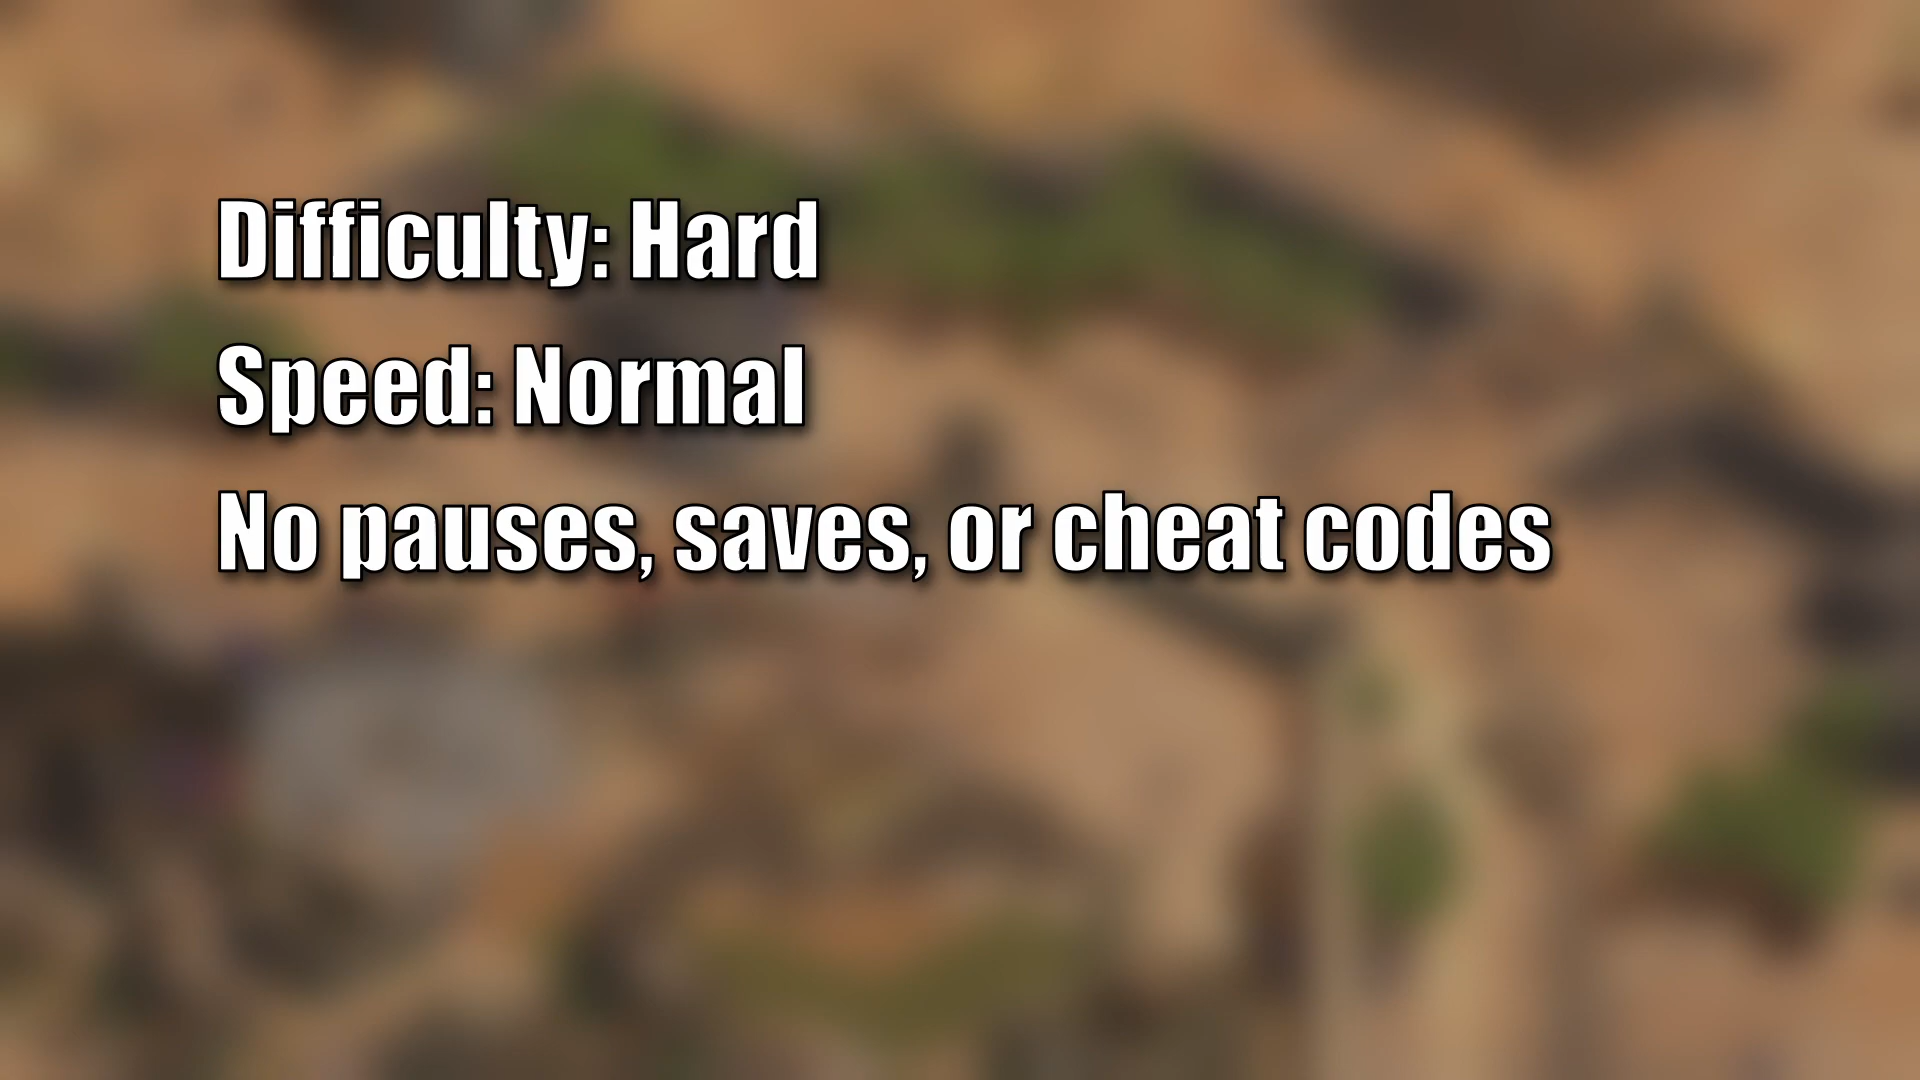 Difficulty: Hard
Speed: Normal
No pauses, saves, or cheat codes